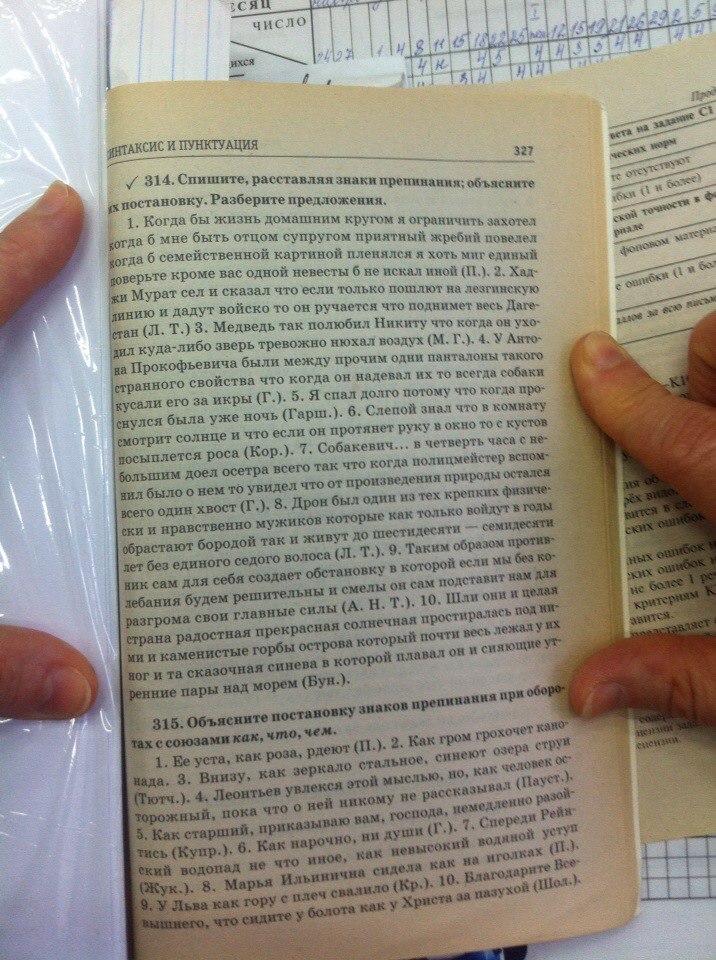 ЕСЯЦ
ЧИСЛО
ИНТАКСИС И ПУНКТУАЦИЯ 327
✓ 314. Спишите, расставляя знаки препинания; объясните
их постановку. Разберите предложения.
1. Когда бы жизнь домашним кругом я ограничить захотел
когда б мне быть отцом супругом приятный жребий повелел
когда б семейственной картиной пленялся я хоть миг единый
поверьте кроме вас одной невесты б не искал иной (П.). 2. Хад-
жи Мурат сел и сказал что если только пошлют на лезгинскую
линию и дадут войско то он ручается что поднимет весь Даге-
стан (Л. Т.) 3. Медведь так полюбил Никиту что когда он ухо-
дил куда-либо зверь тревожно нюхал воздух (М. Г.). 4. У Анто-
на Прокофьевича были между прочим одни панталоны такого
странного свойства что когда он надевал их то всегда собаки
кусали его за икры (Г.). 5. Я спал долго потому что когда про-
снулся была уже ночь (Гарш.). 6. Слепой знал что в комнату
смотрит солнце и что если он протянет руку в окно то с кустов
посыплется роса (Кор.). 7. Собакевич... в четверть часа с не-
большим доел осетра всего так что когда полицмейстер вспом-
нил было о нем то увидел что от произведения природы остался
всего один хвост (Г.). 8. Дрон был один из тех крепких физиче-
ски и нравственно мужиков которые как только войдут в годы
обрастают бородой так и живут до шестидесяти — семидесяти
лет без единого седого волоса (Л. Т.). 9. Таким образом против-
ник сам для себя создает обстановку в которой если мы без ко-
лебания будем решительны и смелы он сам подставит нам для
разгрома свои главные силы (А. Н. Т.). 10. Шли они и целая
страна радостная прекрасная солнечная простиралась под ни-
ми и каменистые горбы острова который почти весь лежал у их
ног и та сказочная синева в которой плавал он и сияющие ут-
ренние пары над морем (Бун.).
315. Объясните постановку знаков препинания при оборо-
тах с союзами как, что, чем.
1. Ее уста, как роза, рдеют (П.). 2. Как гром грохочет кано-
нада. 3. Внизу, как зеркало стальное, синеют озера струи
(Тютч.). 4. Леонтьев увлекся этой мыслью, но, как человек ос-
торожный, пока что о ней никому не рассказывал (Пауст.).
5. Как старший, приказываю вам, господа, немедленно разой-
тись (Купр.). 6. Как нарочно, ни души (Г.). 7. Спереди Рейн-
ский водопад не что иное, как невысокий водяной уступ
(Жук.). 8. Марья Ильинична сидела как на иголках (П.).
9. У Льва как гору с плеч свалило (Кр.). 10. Благодарите Все-
вышнего, что сидите у болота как у Христа за пазухой (Шол.).